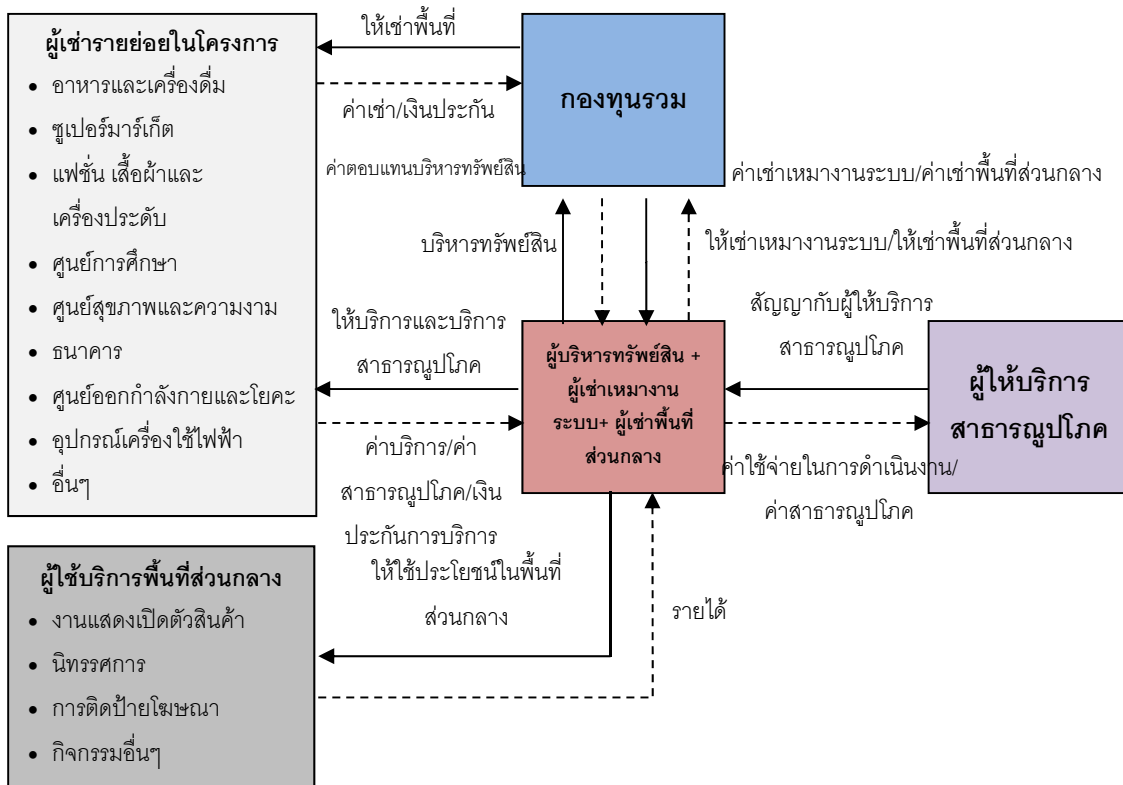 ผู้เช่ารายย่อยในโครงการ
• อาหารและเครื่องดื่ม
• ซูเปอร์มาร์เก็ต
• แฟชั่น เสื้อผ้าและ
เครื่องประดับ
• ศูนย์การศึกษา
• ศูนย์สุขภาพและความงาม
• ธนาคาร
• ศูนย์ออกกำลังกายและโยคะ
• อุปกรณ์เครื่องใช้ไฟฟ้า
• อื่นๆ
ให้เช่าพื้นที่
ค่าเช่า/เงินประกัน
กองทุนรวม
ค่าตอบแทนบริหารทรัพย์สิน
บริหารทรัพย์สิน
ค่าเช่าเหมางานระบบ/ค่าเช่าพื้นที่ส่วนกลาง
ให้เช่าเหมางานระบบ/ให้เช่าพื้นที่ส่วนกลาง
ให้บริการและบริการ
สาธารณูปโภค
ค่าบริการ/ค่า
สาธารณูปโภค/เงิน
ประกันการบริการ
ผู้บริหารทรัพย์สิน +
ผู้เช่าเหมางาน
ระบบ+ ผู้เช่าพื้นที่
ส่วนกลาง
สัญญากับผู้ให้บริการ
สาธารณูปโภค
ค่าใช้จ่ายในการดำเนินงาน/
ค่าสาธารณูปโภค
ผู้ให้บริการ
สาธารณูปโภค
ผู้ใช้บริการพื้นที่ส่วนกลาง
• งานแสดงเปิดตัวสินค้า
• นิทรรศการ
• การติดป้ายโฆษณา
• กิจกรรมอื่นๆ
ให้ใช้ประโยชน์ในพื้นที่
ส่วนกลาง
รายได้